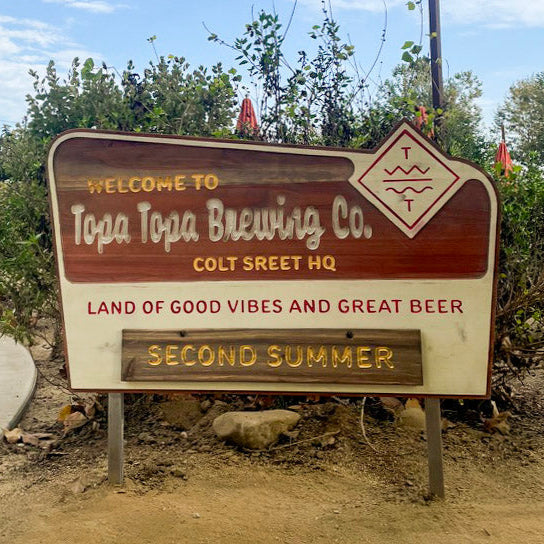 WELCOME TO
Topa Topa Brewing Co.
COLT SREET HQ
T
T
LAND OF GOOD VIBES AND GREAT BEER
SECOND SUMMER